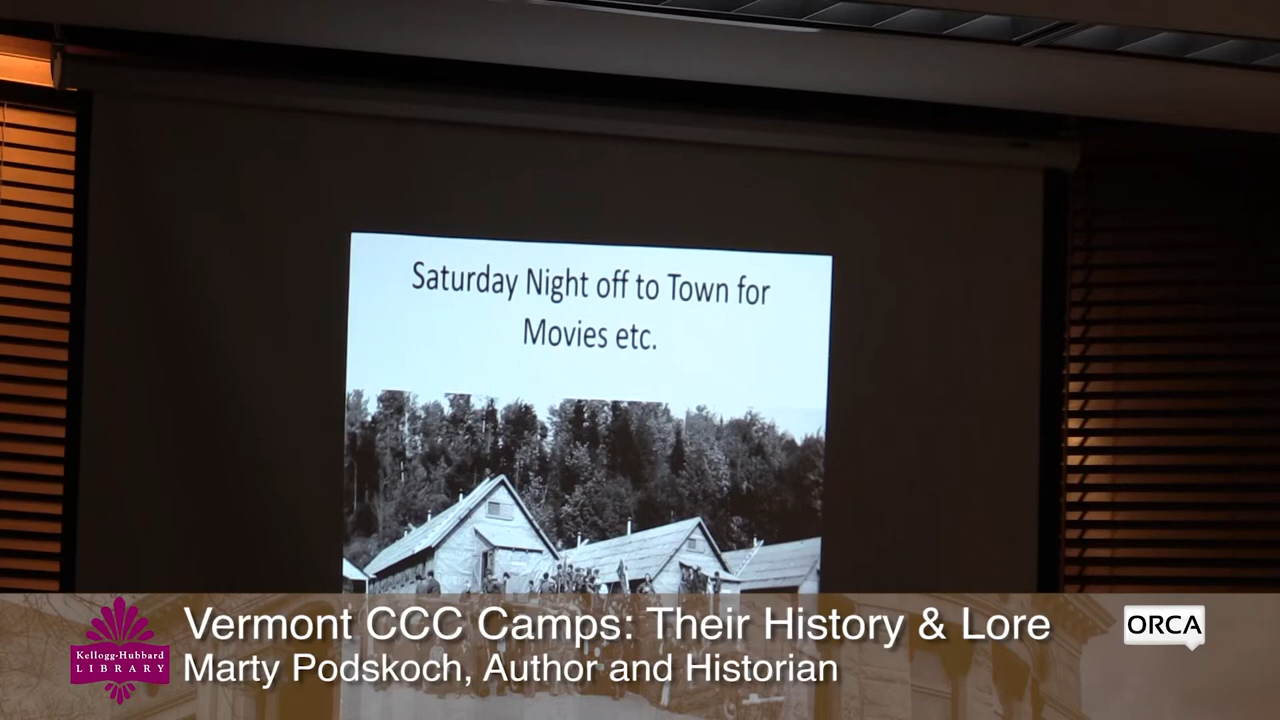 Saturday Night off to Town for
Movies etc.
Vermont CCC Camps: Their History & Lore
Marty Podskoch, Author and Historian
Kellogg-Hubbard
LIBRARY
ORCA